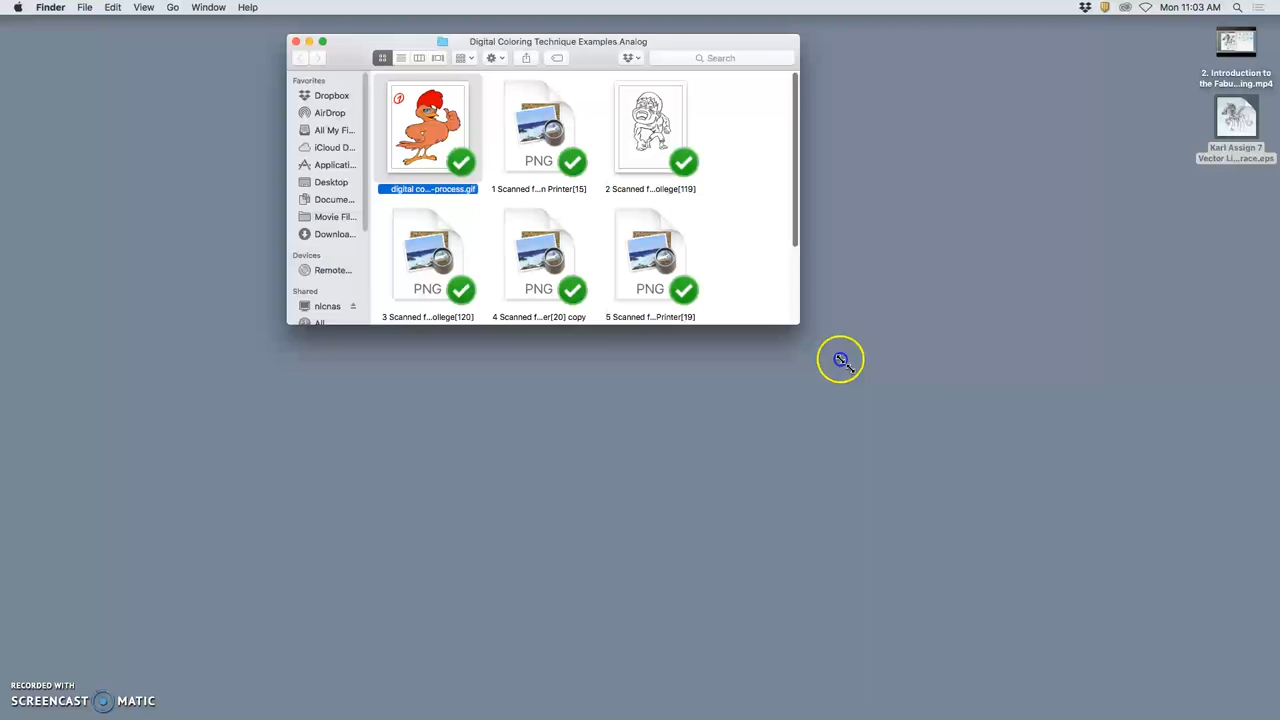 Finder File Edit View Go Window Help Mon 11:03 AM
Digital Coloring Technique Examples Analog
Search
Favorites
Dropbox
AirDrop
All My Fi...
iCloud D...
Applicati...
Desktop
Docume...
Movie Fil...
Downloa...
Devices
Remote...
Shared
nlcnas
All
digital co...-process.gif
PNG
1 Scanned f...n Printer[15]
2 Scanned f...ollege[119]
PNG
3 Scanned f...ollege[120]
PNG
4 Scanned f...er[20] copy
PNG
5 Scanned f...Printer[19]
2. Introduction to
the Fabu...ing.mp4
Karl Assign 7
Vector Li...race.eps
RECORDED WITH
SCREENCAST MATIC